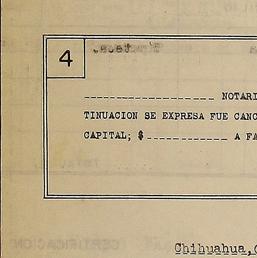 4
-------------------- NOTARI
TINUACION SE EXPRESA FUE CANC
CAPITAL; $ ------------- A FA
Chihuahua,